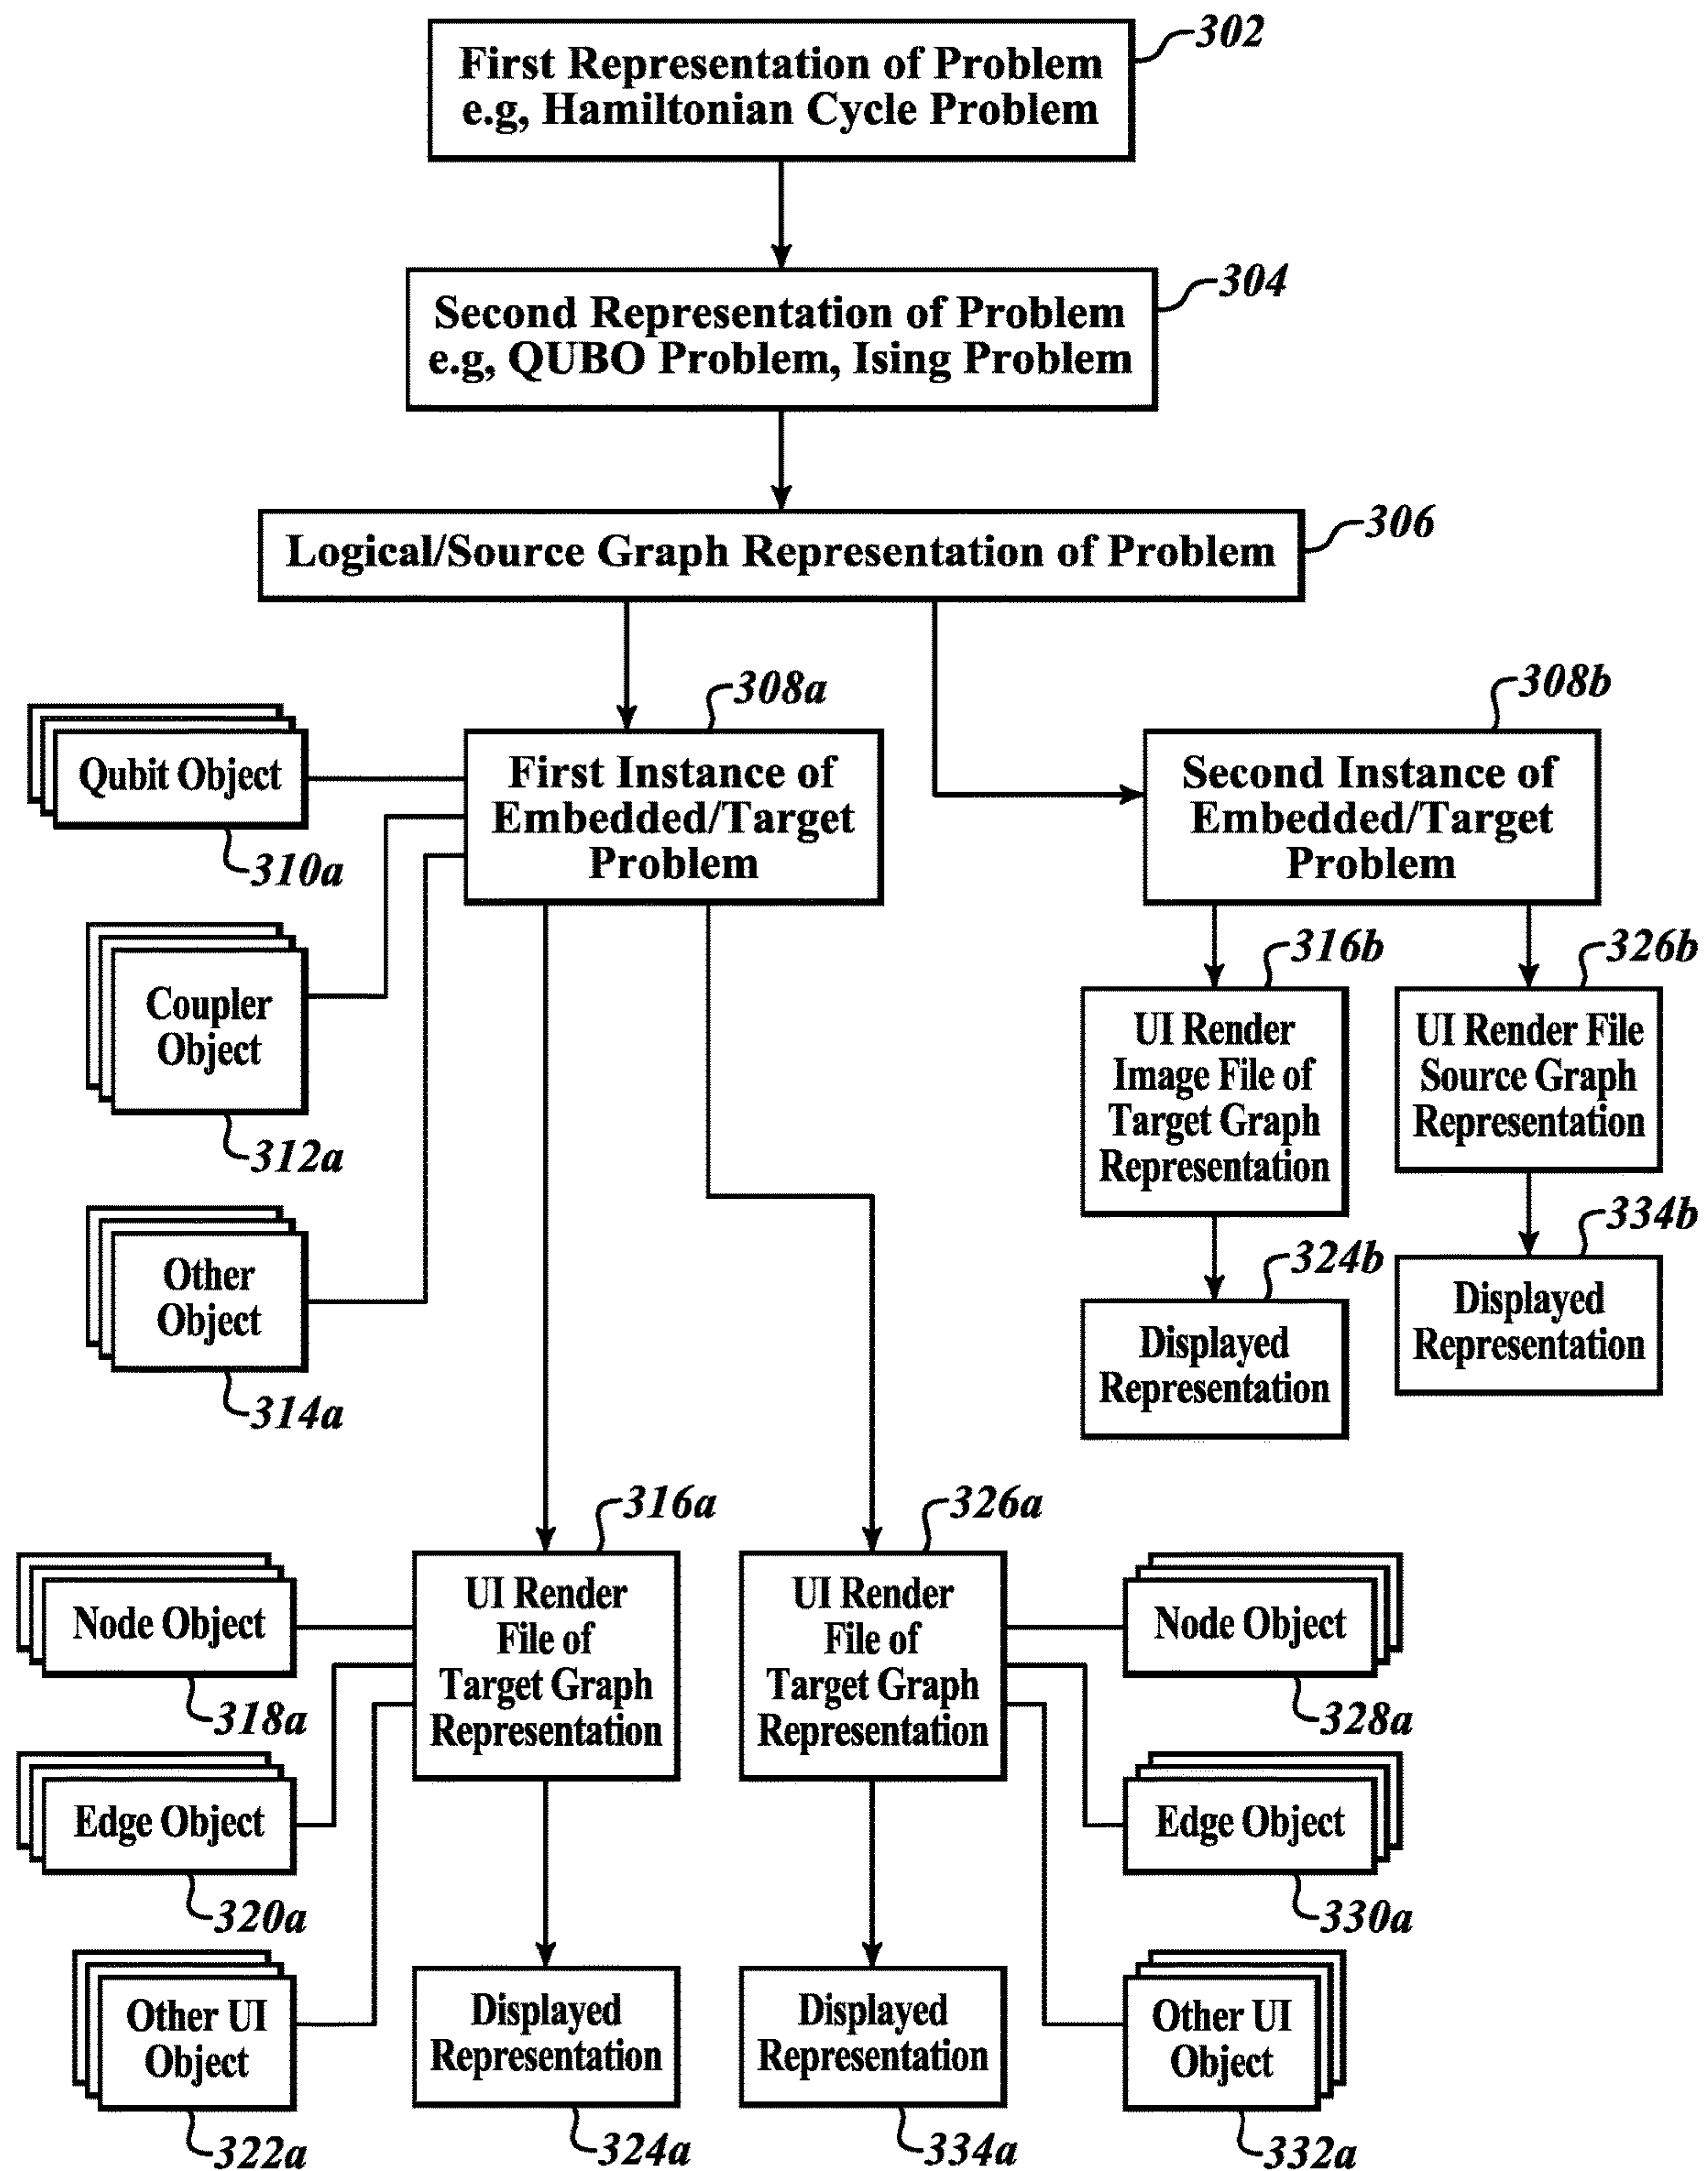 302
First Representation of Problem
e.g, Hamiltonian Cycle Problem
304
Second Representation of Problem
e.g, QUBO Problem, Ising Problem
306
Logical/Source Graph Representation of Problem
308a
308b
Qubit Object
310a
First Instance of
Embedded/Target
Problem
Second Instance of
Embedded/Target
Problem
Coupler
Object
312a
316b
326b
UI Render
Image File of
Target Graph
Representation
UI Render File
Source Graph
Representation
Other
Object
314a
324b
334b
Displayed
Representation
Displayed
Representation
316a
326a
Node Object
318a
UI Render
File of
Target Graph
Representation
UI Render
File of
Target Graph
Representation
Node Object
328a
Edge Object
320a
Edge Object
330a
Other UI
Object
322a
Displayed
Representation
324a
Displayed
Representation
334a
Other UI
Object
332a